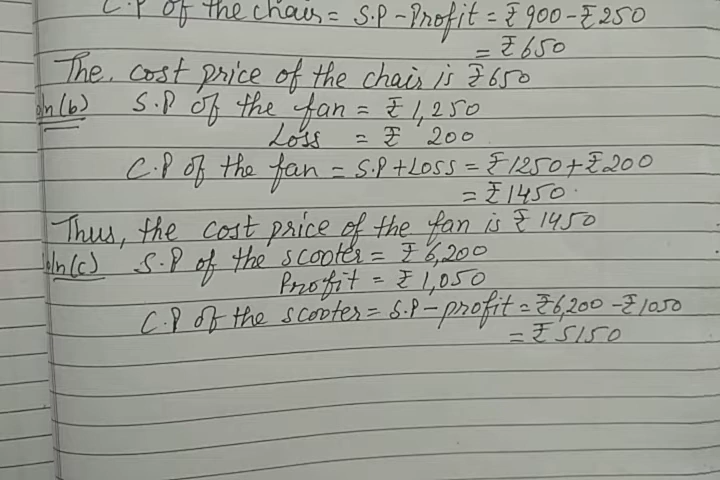 C.P of the chair = S.P - Profit = ₹900 - ₹250
= ₹650
The cost price of the chair is ₹650
oln(b) S.P of the fan = ₹1,250
Loss = ₹ 200
C.P of the fan = S.P + Loss = ₹1250 + ₹200
= ₹1450.
Thus, the cost price of the fan is ₹1450
oln(c) S.P of the scooter = ₹6,200
Profit = ₹1,050
C.P of the scooter = S.P - profit = ₹6,200 - ₹1050
= ₹5150